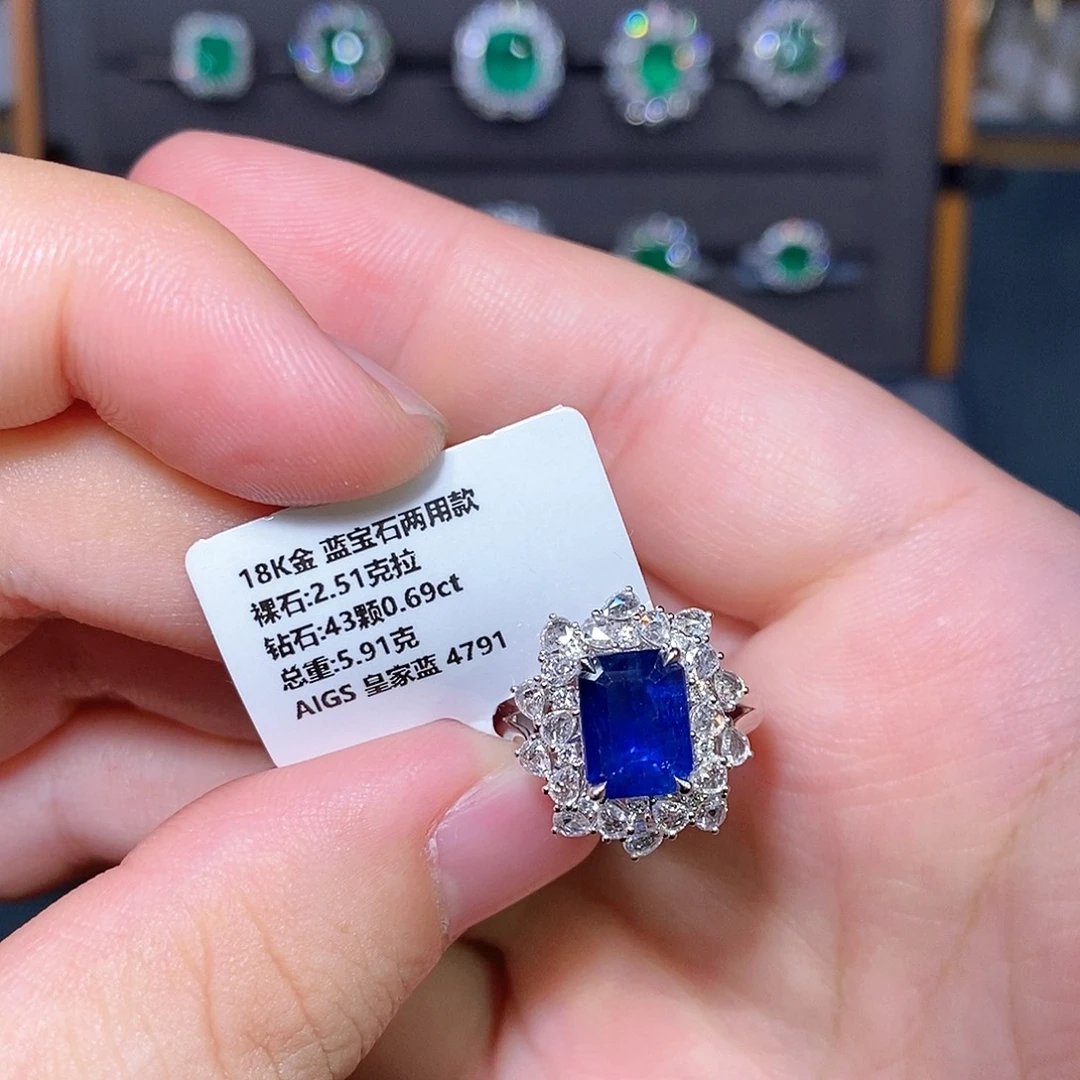 18K金 蓝宝石两用款
裸石:2.51克拉
钻石:43颗0.69ct
总重:5.91克
AIGS 皇家蓝 4791